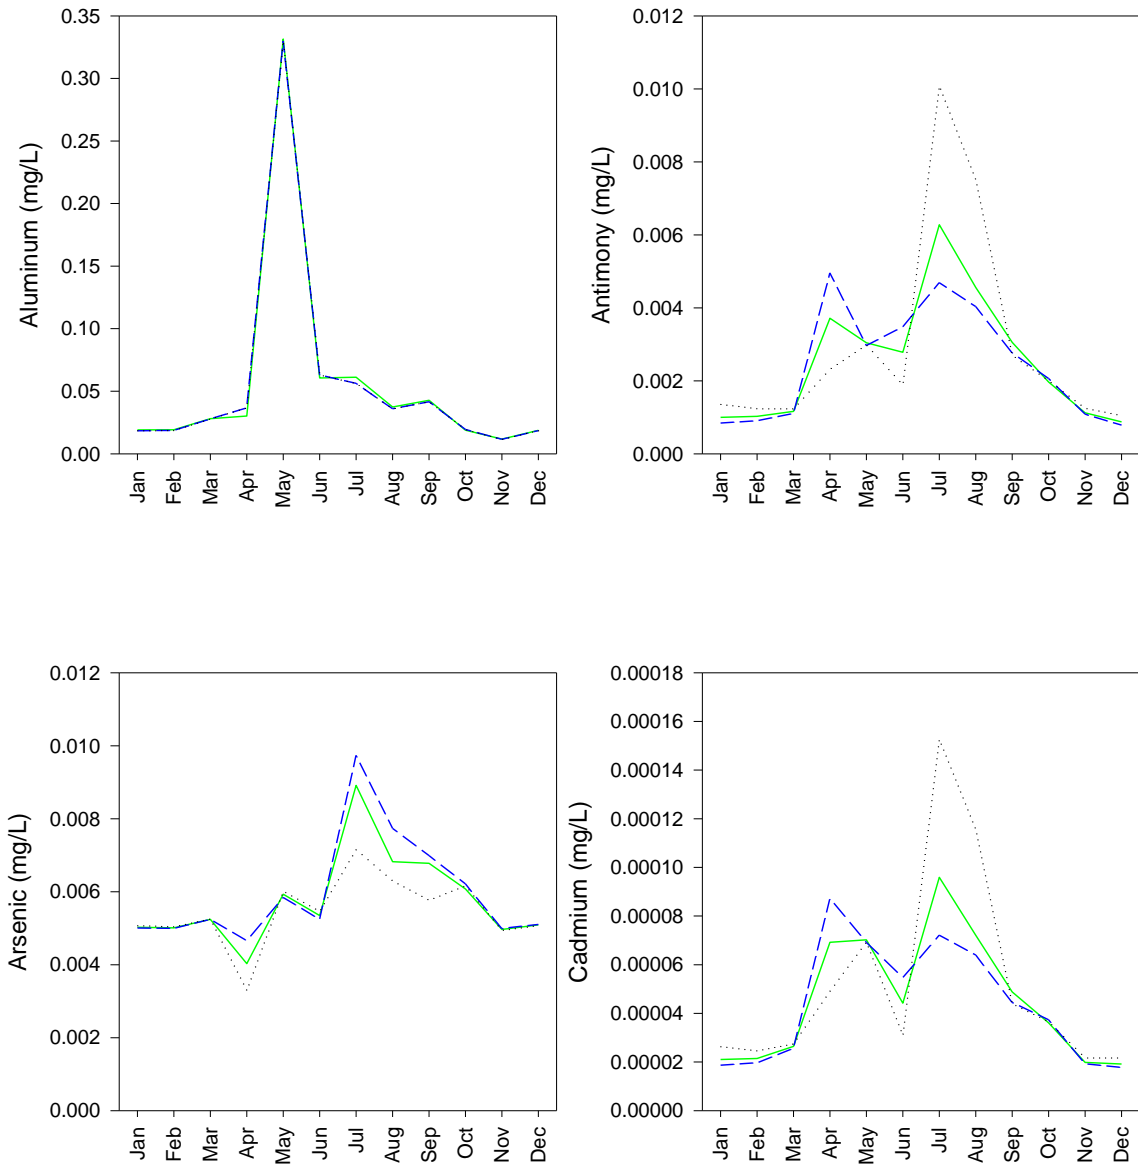 Aluminum (mg/L)
0.35
0.30
0.25
0.20
0.15
0.10
0.05
0.00
Jan
Feb
Mar
Apr
May
Jun
Jul
Aug
Sep
Oct
Nov
Dec
Antimony (mg/L)
0.012
0.010
0.008
0.006
0.004
0.002
0.000
Jan
Feb
Mar
Apr
May
Jun
Jul
Aug
Sep
Oct
Nov
Dec
Arsenic (mg/L)
0.012
0.010
0.008
0.006
0.004
0.002
0.000
Jan
Feb
Mar
Apr
May
Jun
Jul
Aug
Sep
Oct
Nov
Dec
Cadmium (mg/L)
0.00018
0.00016
0.00014
0.00012
0.00010
0.00008
0.00006
0.00004
0.00002
0.00000
Jan
Feb
Mar
Apr
May
Jun
Jul
Aug
Sep
Oct
Nov
Dec